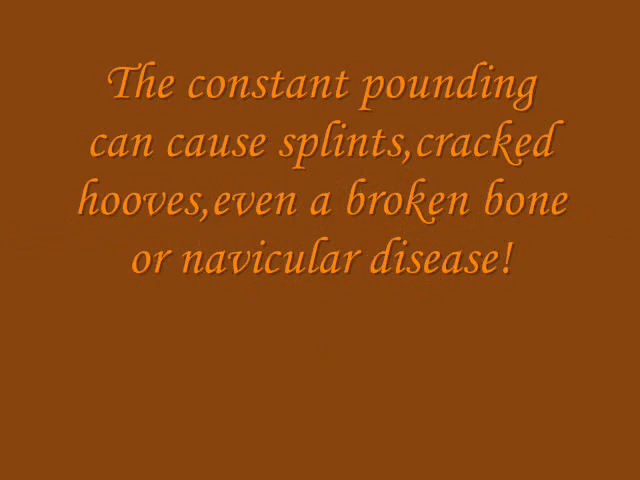 The constant pounding
can cause splints,cracked
hooves,even a broken bone
or navicular disease!